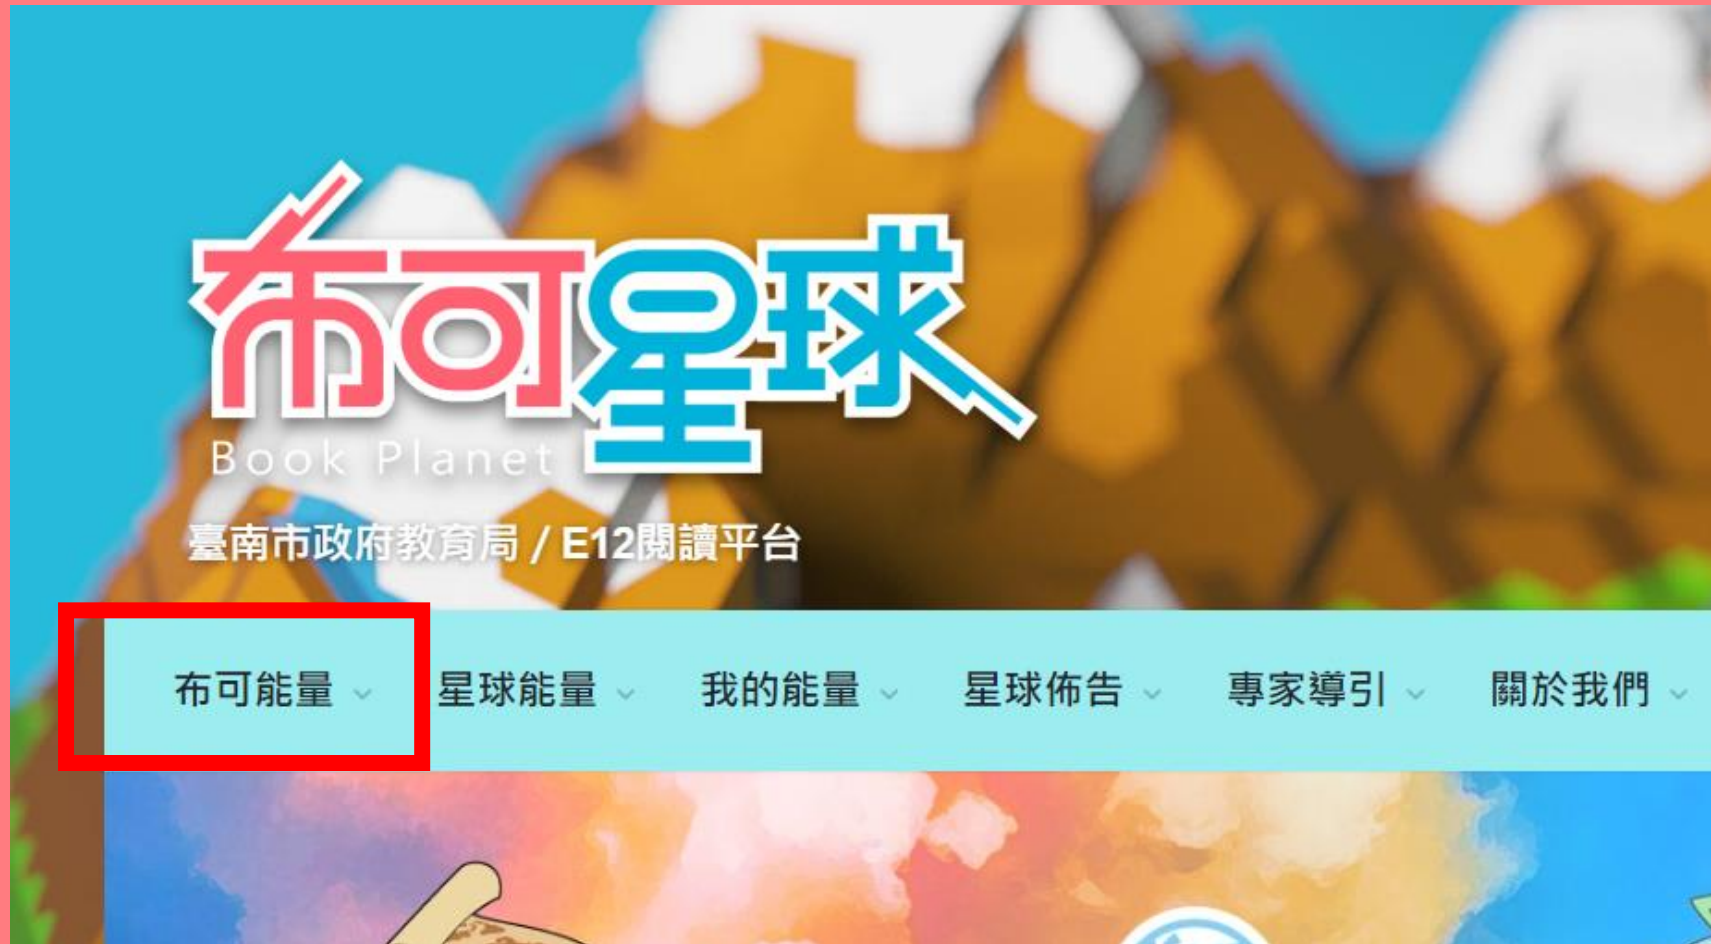 布可星球
Book Planet
臺南市政府教育局 / E12閱讀平台
布可能量 星球能量 我的能量 星球佈告 專家導引 關於我們